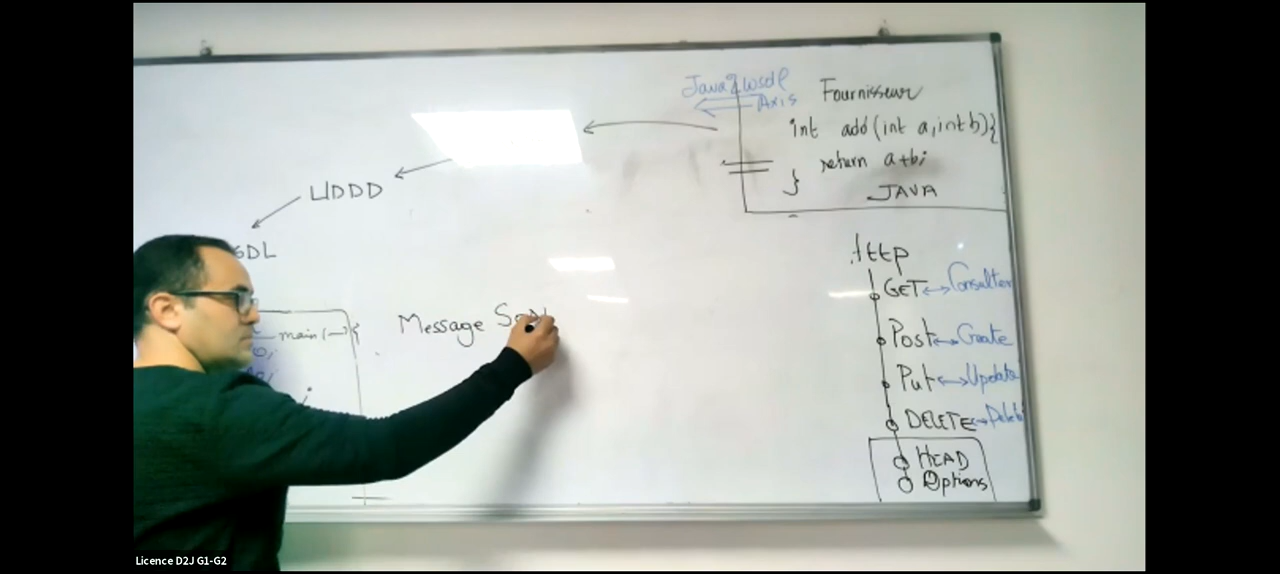 Java2wsdl
Axis
Fournisseur
int add(int a, int b){
return a+b;
}
JAVA
UDDD
SDL
main(—){
Message SOA
http
GET ↔ Consulter
Post ↔ Create
Put ↔ Update
DELETE ↔ Delete
HEAD
Options
Licence D2J G1-G2